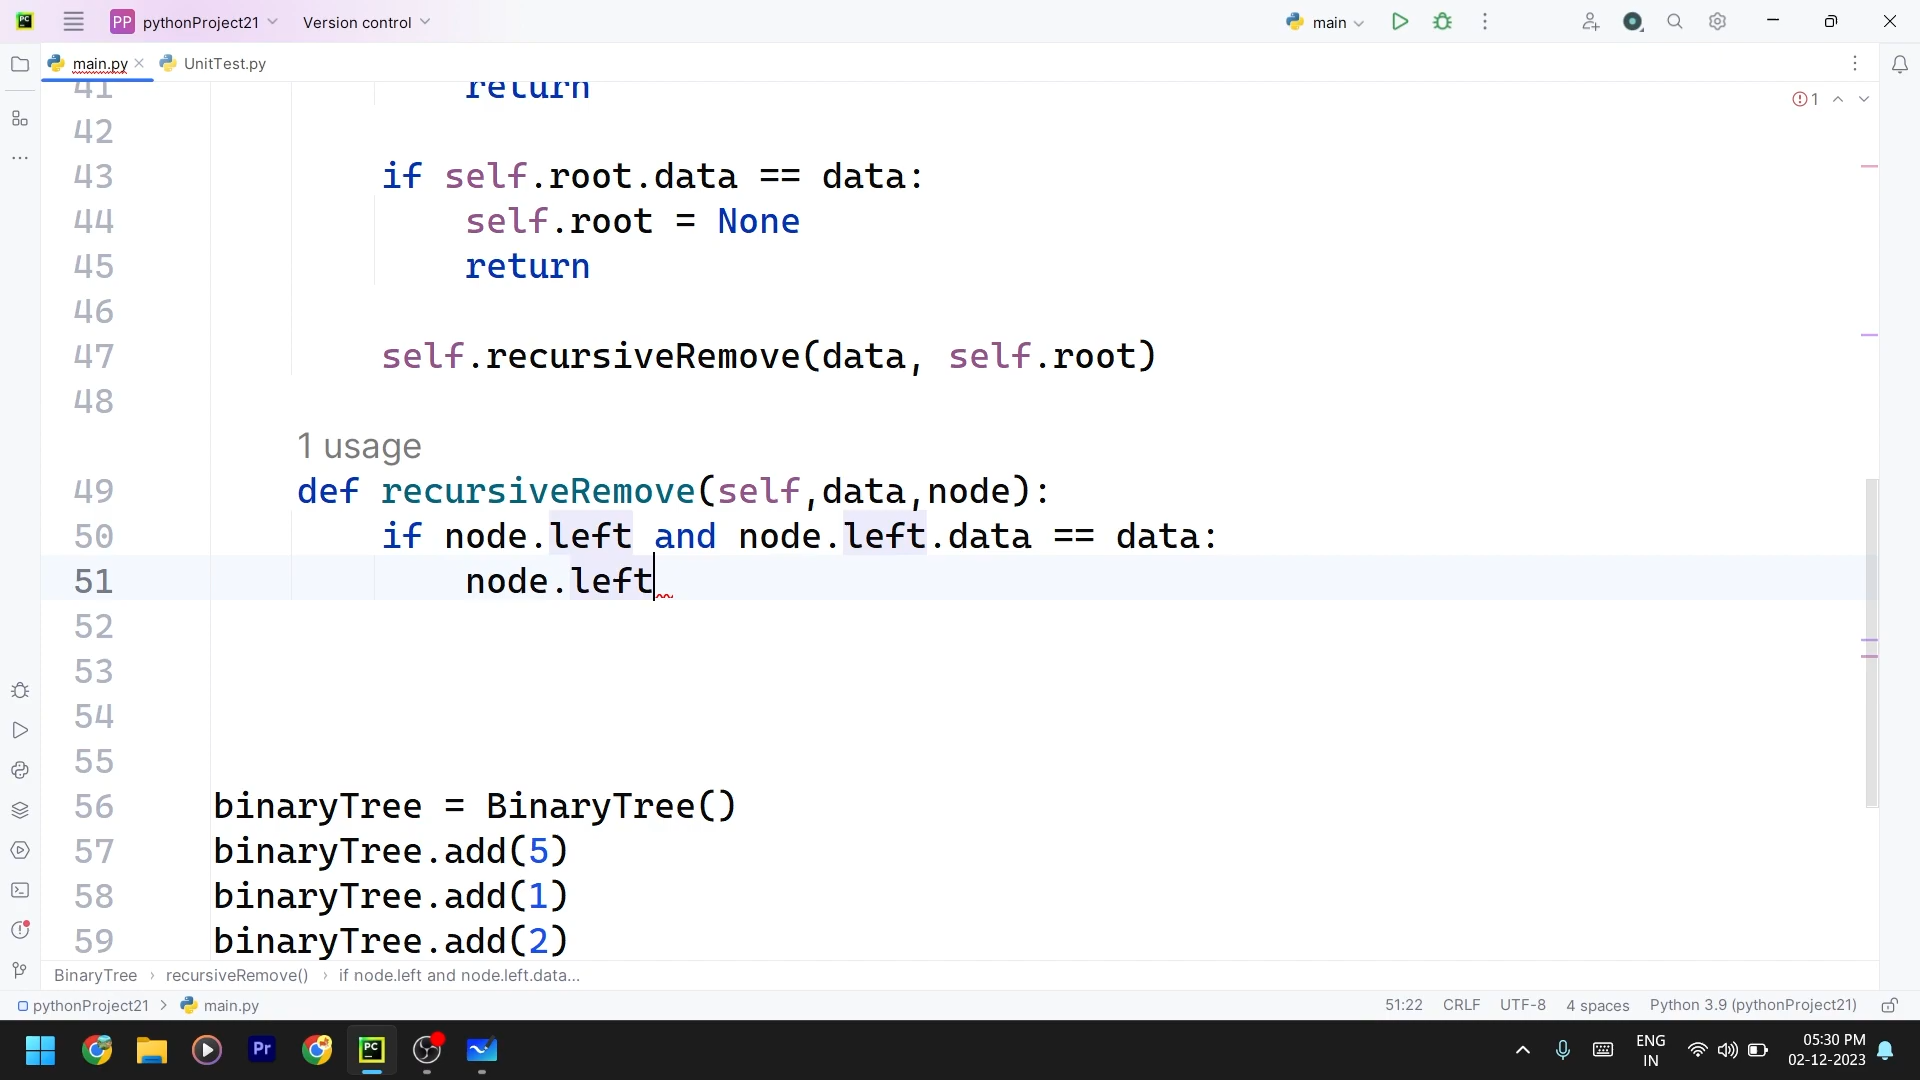 PP pythonProject21 Version control main
main.py UnitTest.py
41 return
1
42
43 if self.root.data == data:
44 self.root = None
45 return
46
47 self.recursiveRemove(data, self.root)
48
1 usage
49 def recursiveRemove(self,data,node):
50 if node.left and node.left.data == data:
51 node.left
52
53
54
55
56 binaryTree = BinaryTree()
57 binaryTree.add(5)
58 binaryTree.add(1)
59 binaryTree.add(2)
BinaryTree › recursiveRemove() › if node.left and node.left.data...
pythonProject21 › main.py 51:22 CRLF UTF-8 4 spaces Python 3.9 (pythonProject21)
Pr PC ENG 05:30 PM
IN 02-12-2023